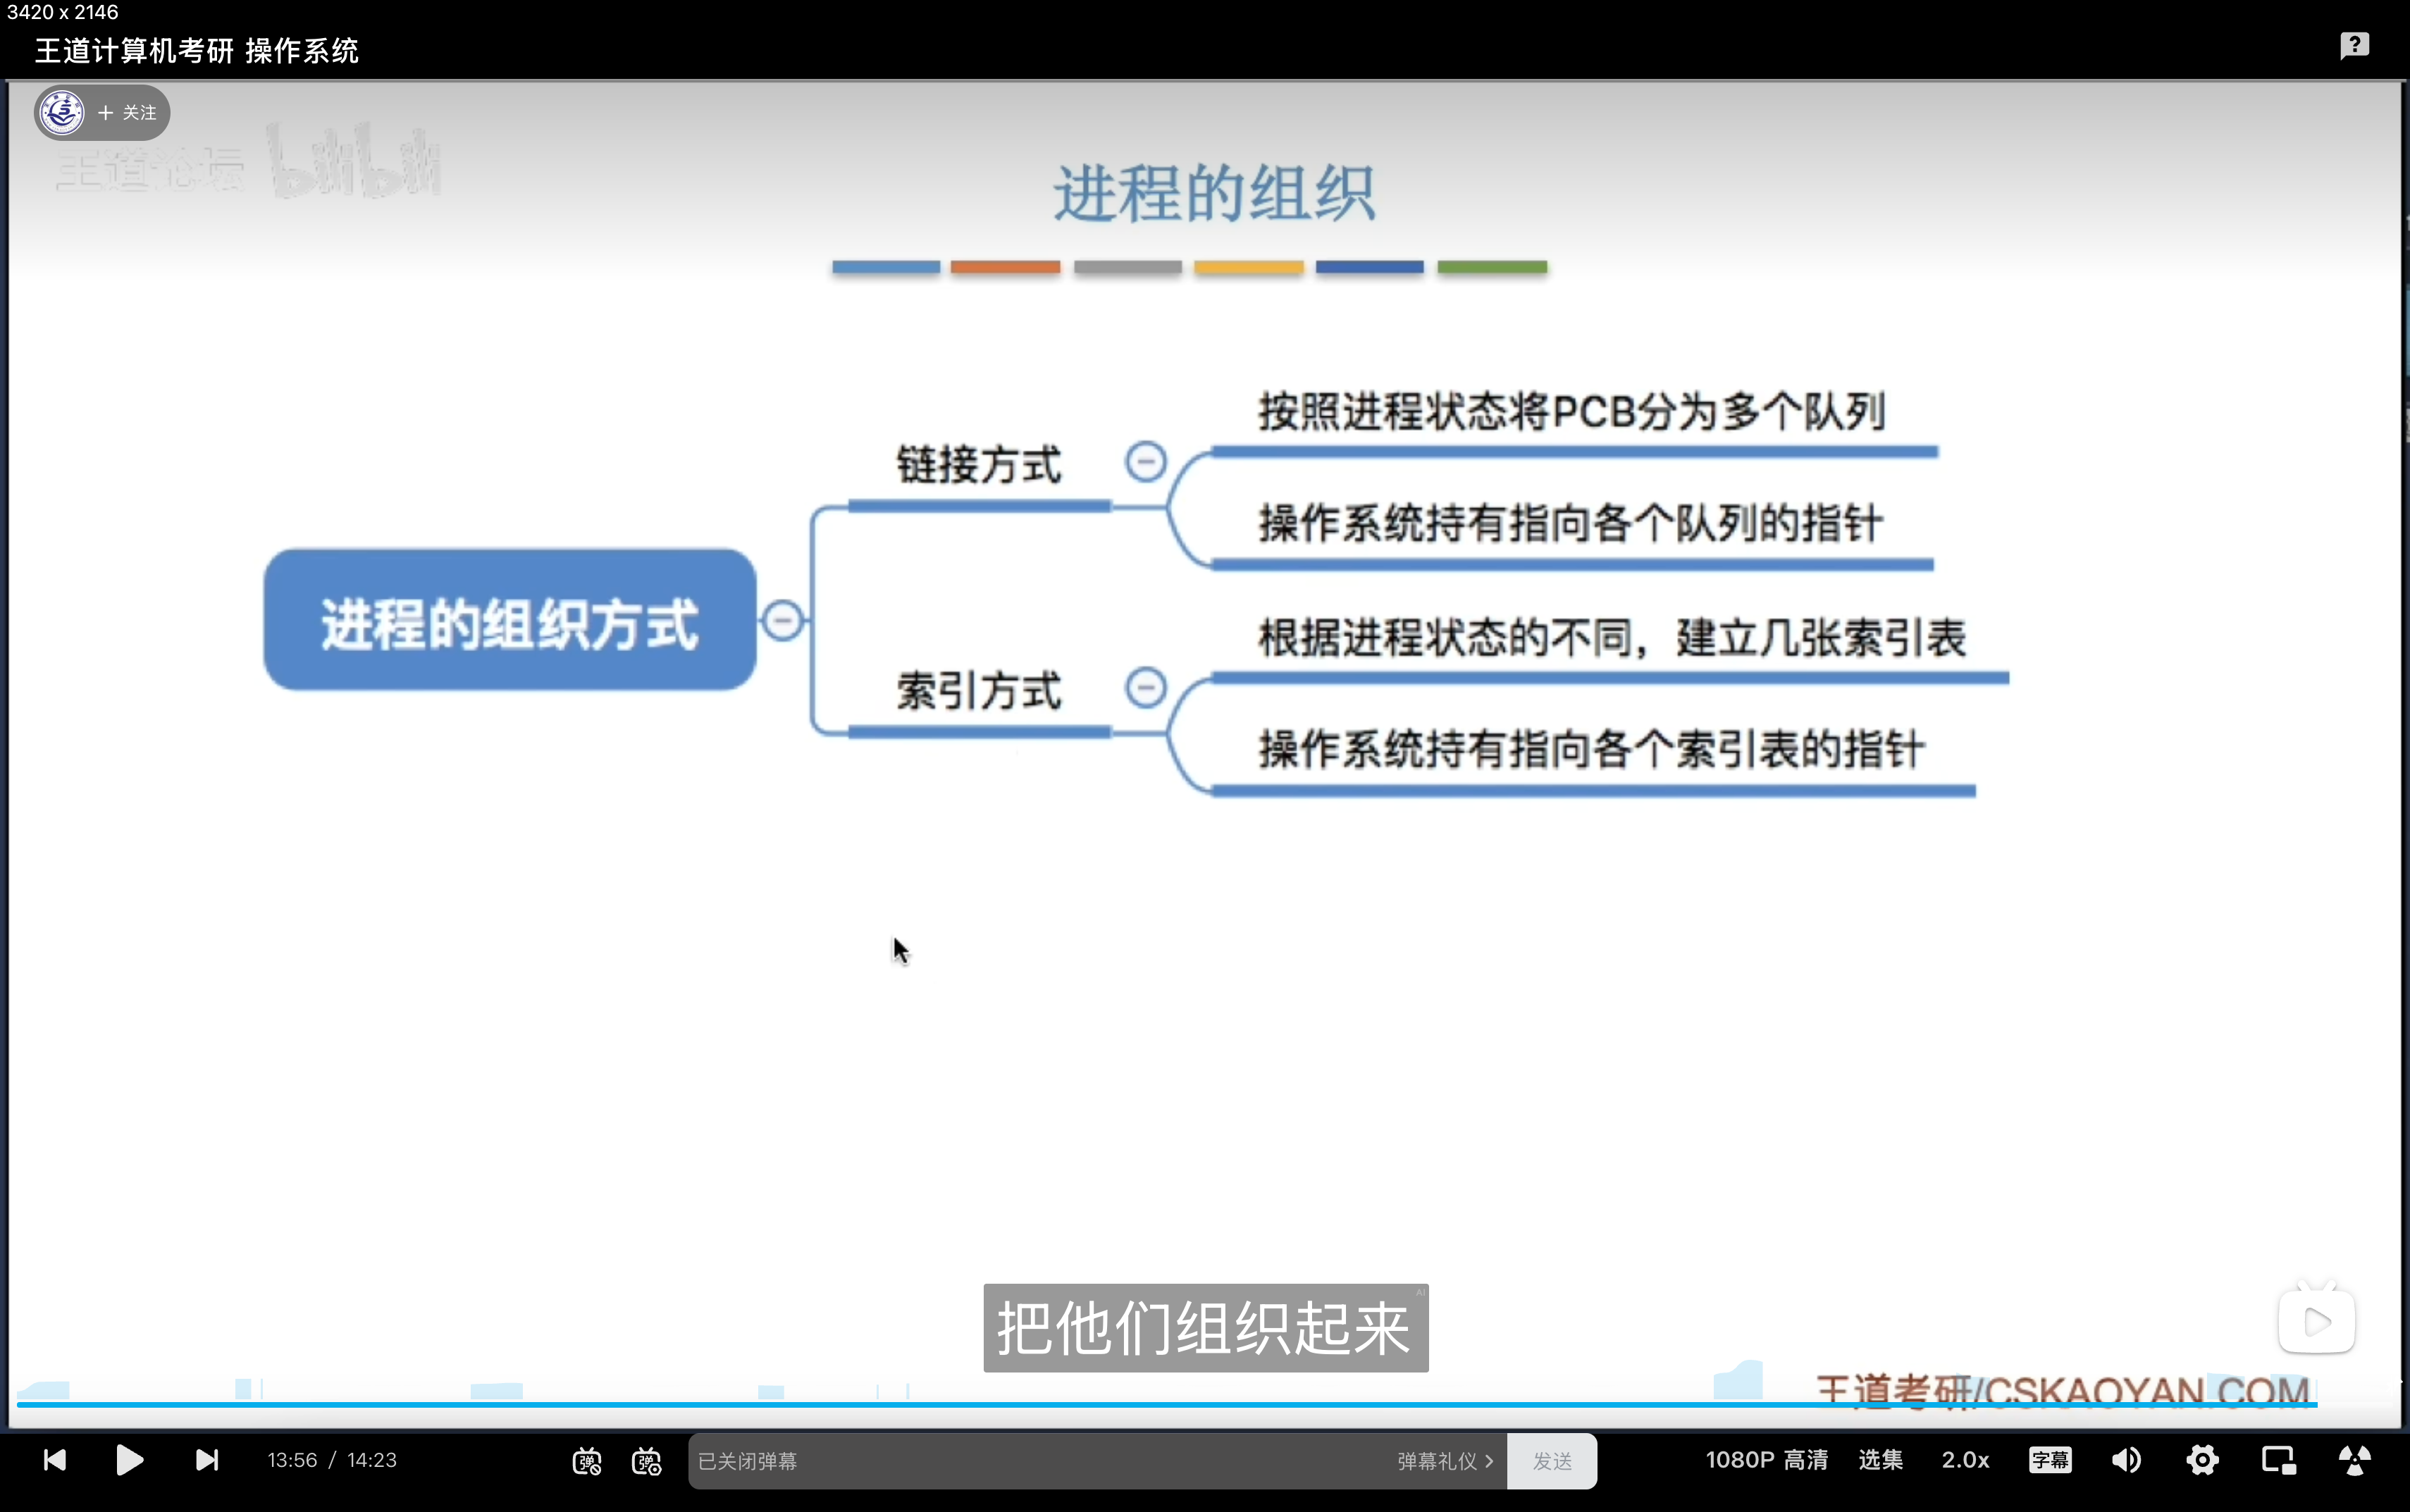 3420 x 2146
王道计算机考研 操作系统
+ 关注
王道论坛 bilibili
进程的组织
按照进程状态将PCB分为多个队列
链接方式
操作系统持有指向各个队列的指针
进程的组织方式
根据进程状态的不同，建立几张索引表
索引方式
操作系统持有指向各个索引表的指针
AI
把他们组织起来
王道考研/CSKAOYAN.COM
13:56 / 14:23
弹
弹
已关闭弹幕
弹幕礼仪 >
发送
1080P 高清
选集
2.0x
字幕